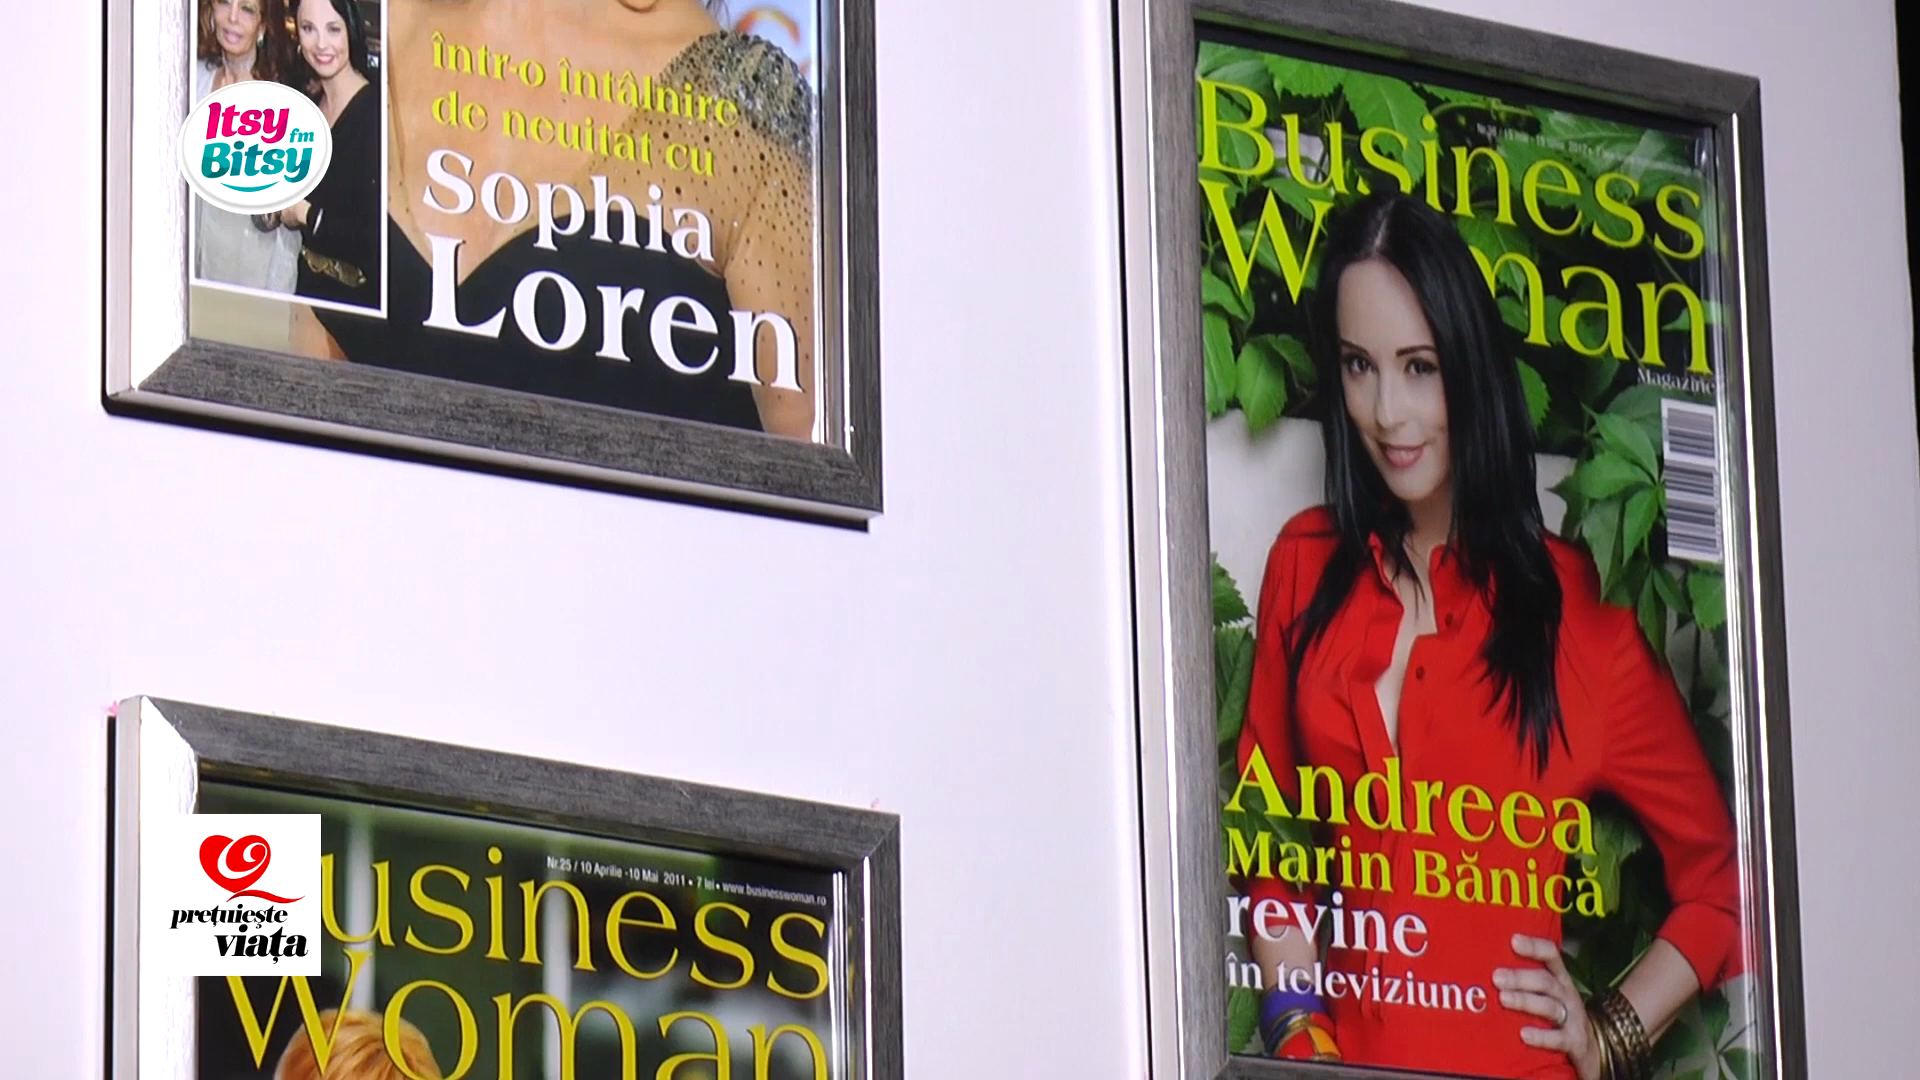 într-o întâlnire
de neuitat cu
Sophia
Loren
Itsy
fm
Bitsy
Business
Woman
Magazine
Andreea
Marin Bănică
revine
în televiziune
Nr.25 / 10 Aprilie -10 Mai 2011 • 7 lei • www.businesswoman.ro
usiness
Woman
prețuiește
viața